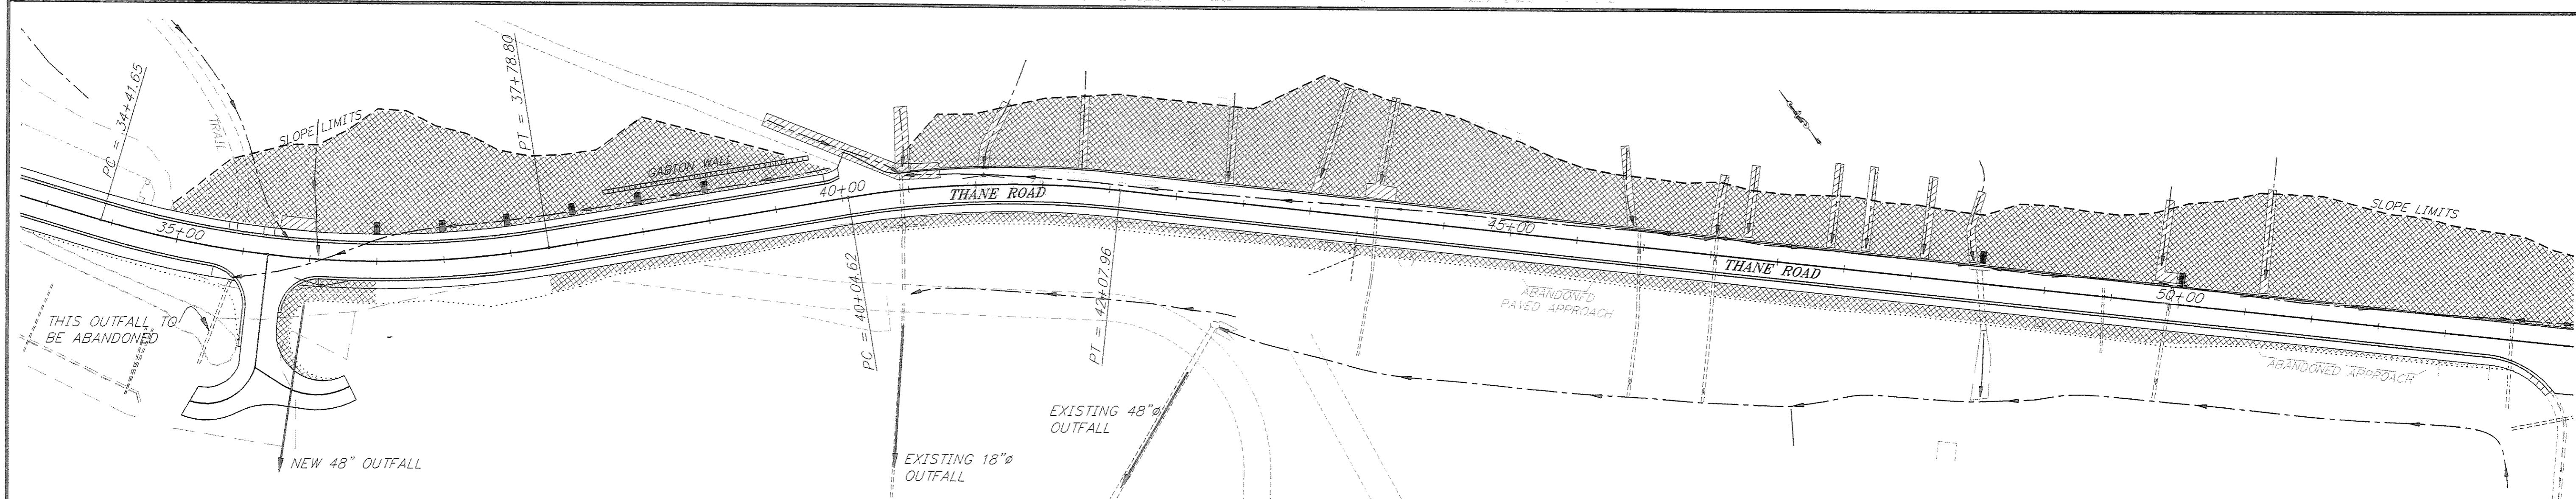 PC = 34+41.65
TRAIL
SLOPE LIMITS
PT = 37+78.80
GABION WALL
35+00
40+00
THANE ROAD
45+00
THANE ROAD
SLOPE LIMITS
50+00
THIS OUTFALL TO
BE ABANDONED
PC = 40+04.62
PT = 42+07.96
ABANDONED
PAVED APPROACH
ABANDONED APPROACH
NEW 48" OUTFALL
EXISTING 18"ø
OUTFALL
EXISTING 48"ø
OUTFALL